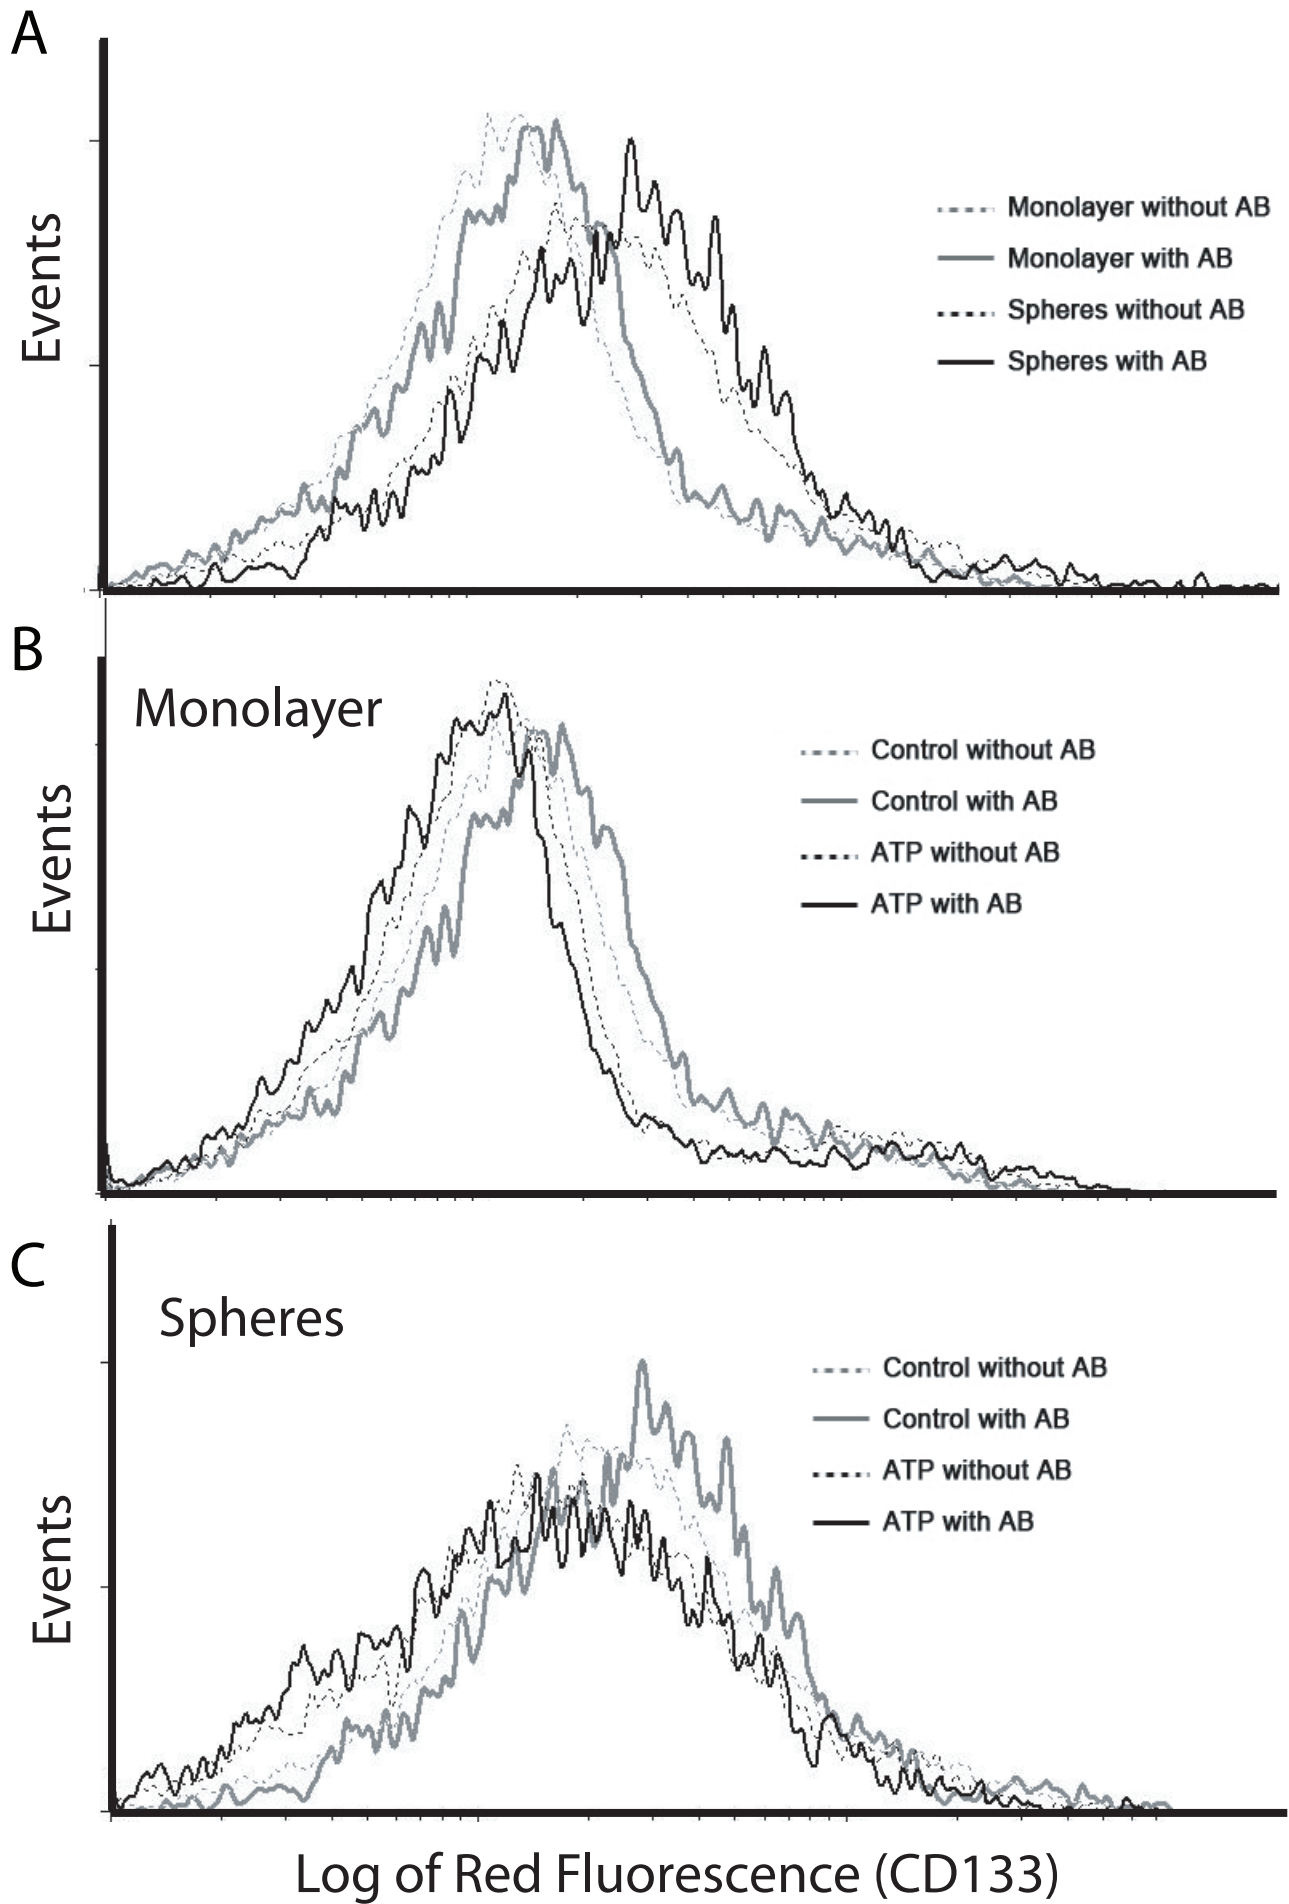 A
Events
Monolayer without AB
Monolayer with AB
Spheres without AB
Spheres with AB
B
Monolayer
Events
Control without AB
Control with AB
ATP without AB
ATP with AB
C
Spheres
Events
Control without AB
Control with AB
ATP without AB
ATP with AB
Log of Red Fluorescence (CD133)